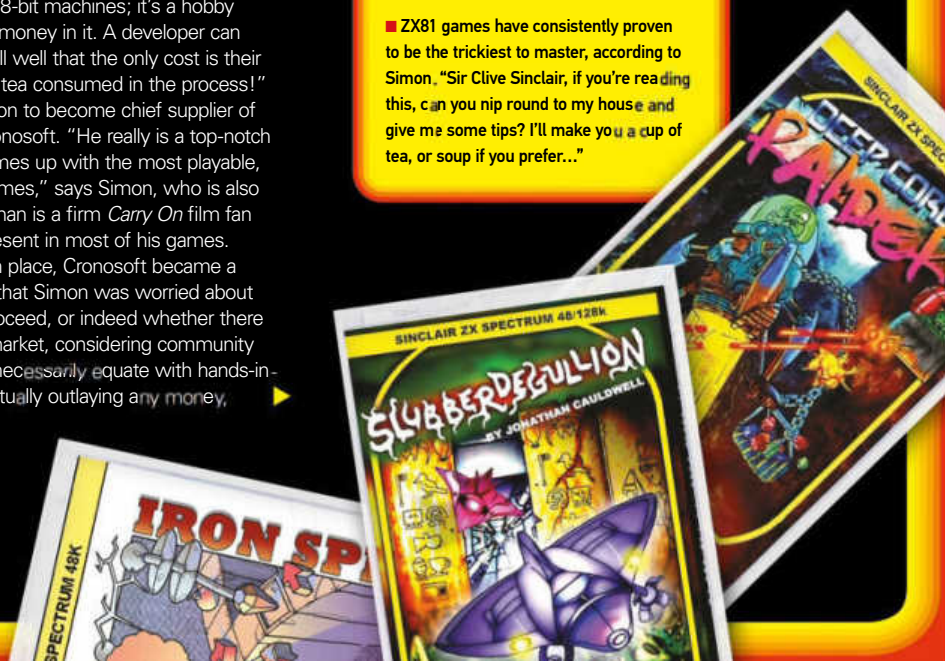 8-bit machines; it's a hobby
money in it. A developer can
ll well that the only cost is their
tea consumed in the process!"
on to become chief supplier of
onosoft. "He really is a top-notch
mes up with the most playable,
mes," says Simon, who is also
man is a firm Carry On film fan
esent in most of his games.
n place, Cronosoft became a
that Simon was worried about
oceed, or indeed whether there
market, considering community
necessarily equate with hands-in-
tually outlaying any money,
■ ZX81 games have consistently proven
to be the trickiest to master, according to
Simon. "Sir Clive Sinclair, if you're reading
this, can you nip round to my house and
give me some tips? I'll make you a cup of
tea, or soup if you prefer…"
SINCLAIR ZX SPEC
DEEP CORE
RAIDER
SINCLAIR ZX SPECTRUM 48/128K
SLUBBERDEGULLION
BY JONATHAN CAULDWELL
IRON SP
SPECTRUM 48K